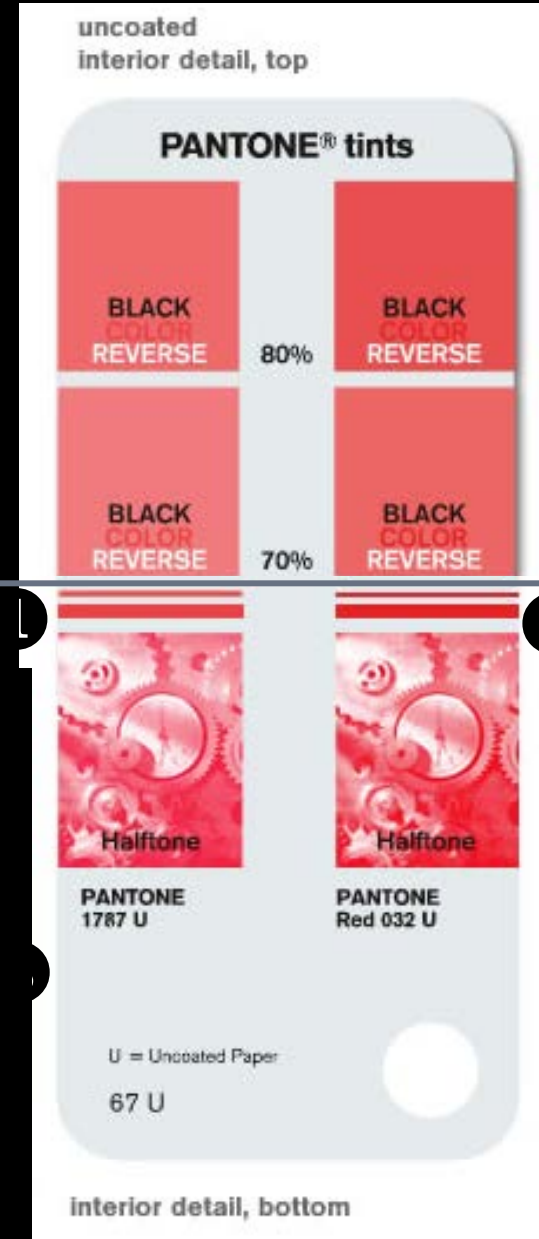 uncoated
interior detail, top
PANTONE® tints
BLACK
COLOR
REVERSE
80%
BLACK
COLOR
REVERSE
BLACK
COLOR
REVERSE
70%
BLACK
COLOR
REVERSE
1
Halftone
Halftone
PANTONE
1787 U
PANTONE
Red 032 U
U = Uncoated Paper
67 U
interior detail, bottom